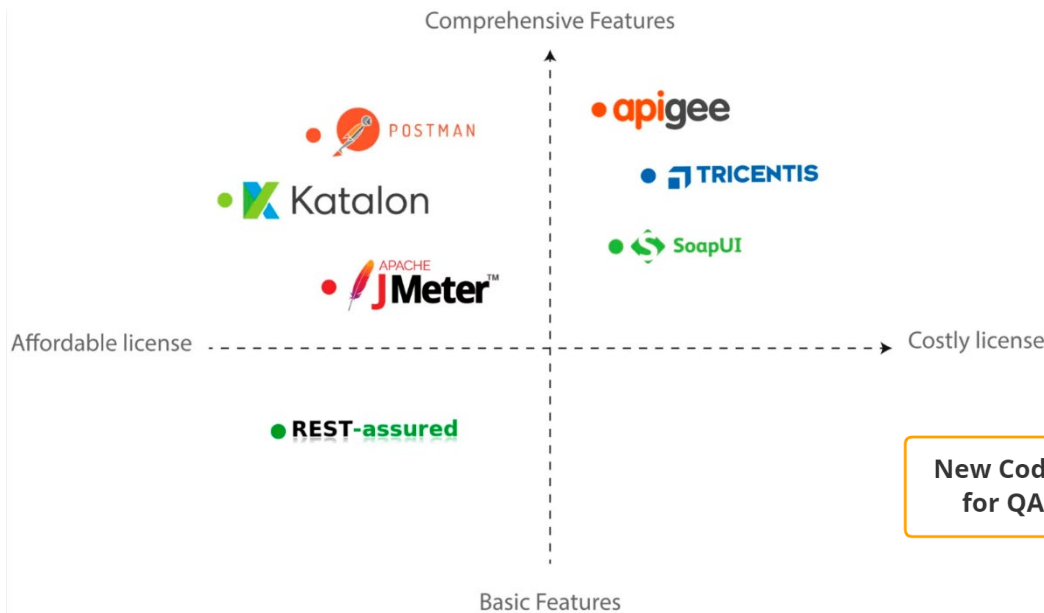 Comprehensive Features
apigee
POSTMAN
TRICENTIS
Katalon
SoapUI
APACHE
JMeter™
Affordable license
Costly license
REST-assured
New Cod
for QA
Basic Features